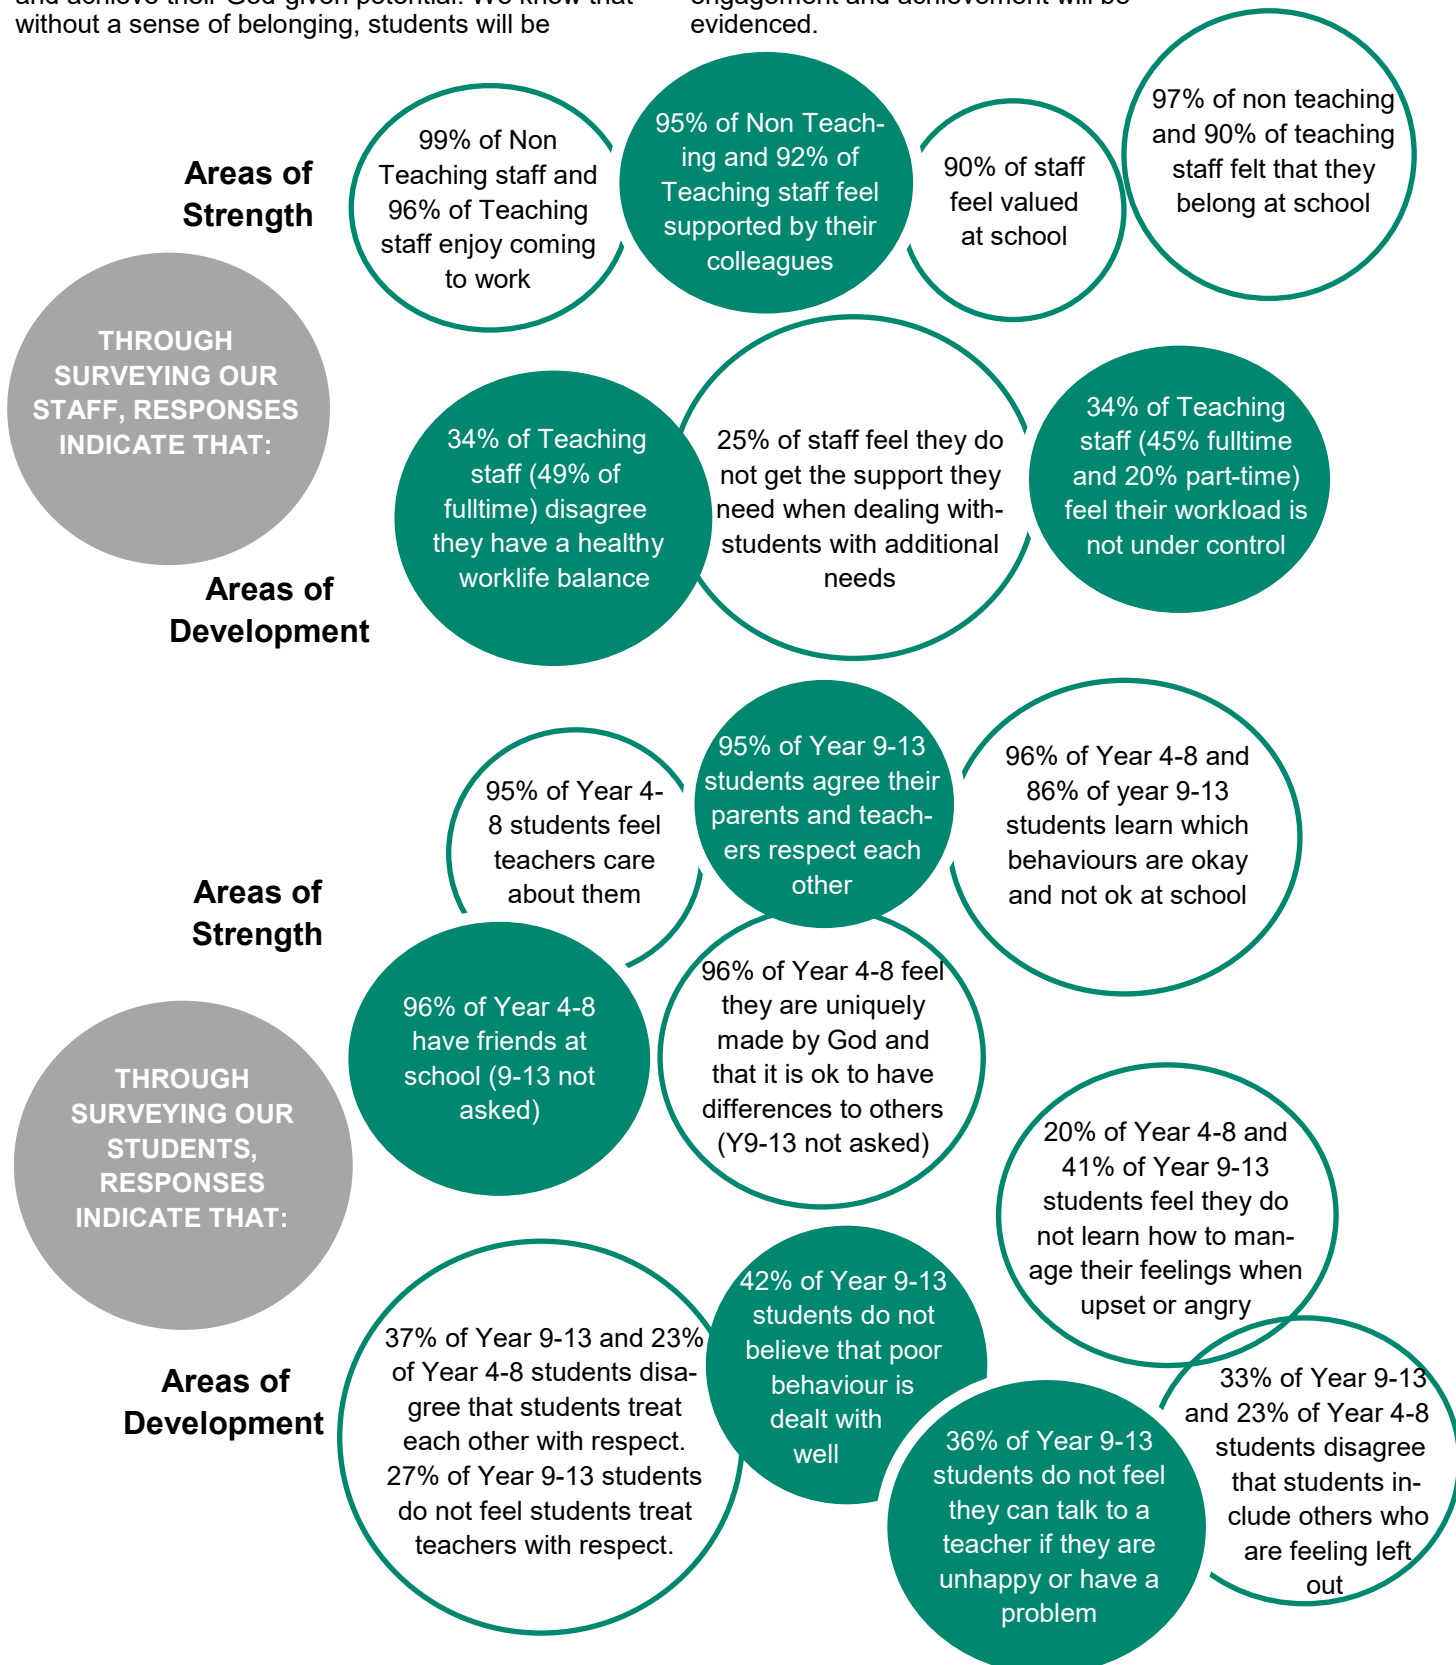 and achieve their God-given potential. We know that
without a sense of belonging, students will be
engagement and achievement will be
evidenced.
Areas of
Strength
99% of Non
Teaching staff and
96% of Teaching
staff enjoy coming
to work
95% of Non Teach-
ing and 92% of
Teaching staff feel
supported by their
colleagues
90% of staff
feel valued
at school
97% of non teaching
and 90% of teaching
staff felt that they
belong at school
THROUGH
SURVEYING OUR
STAFF, RESPONSES
INDICATE THAT:
Areas of
Development
34% of Teaching
staff (49% of
fulltime) disagree
they have a healthy
worklife balance
25% of staff feel they do
not get the support they
need when dealing with-
students with additional
needs
34% of Teaching
staff (45% fulltime
and 20% part-time)
feel their workload is
not under control
Areas of
Strength
95% of Year 4-
8 students feel
teachers care
about them
95% of Year 9-13
students agree their
parents and teach-
ers respect each
other
96% of Year 4-8 and
86% of year 9-13
students learn which
behaviours are okay
and not ok at school
96% of Year 4-8
have friends at
school (9-13 not
asked)
96% of Year 4-8 feel
they are uniquely
made by God and
that it is ok to have
differences to others
(Y9-13 not asked)
THROUGH
SURVEYING OUR
STUDENTS,
RESPONSES
INDICATE THAT:
Areas of
Development
37% of Year 9-13 and 23%
of Year 4-8 students disa-
gree that students treat
each other with respect.
27% of Year 9-13 students
do not feel students treat
teachers with respect.
42% of Year 9-13
students do not
believe that poor
behaviour is
dealt with
well
20% of Year 4-8 and
41% of Year 9-13
students feel they do
not learn how to man-
age their feelings when
upset or angry
36% of Year 9-13
students do not feel
they can talk to a
teacher if they are
unhappy or have a
problem
33% of Year 9-13
and 23% of Year 4-8
students disagree
that students in-
clude others who
are feeling left
out